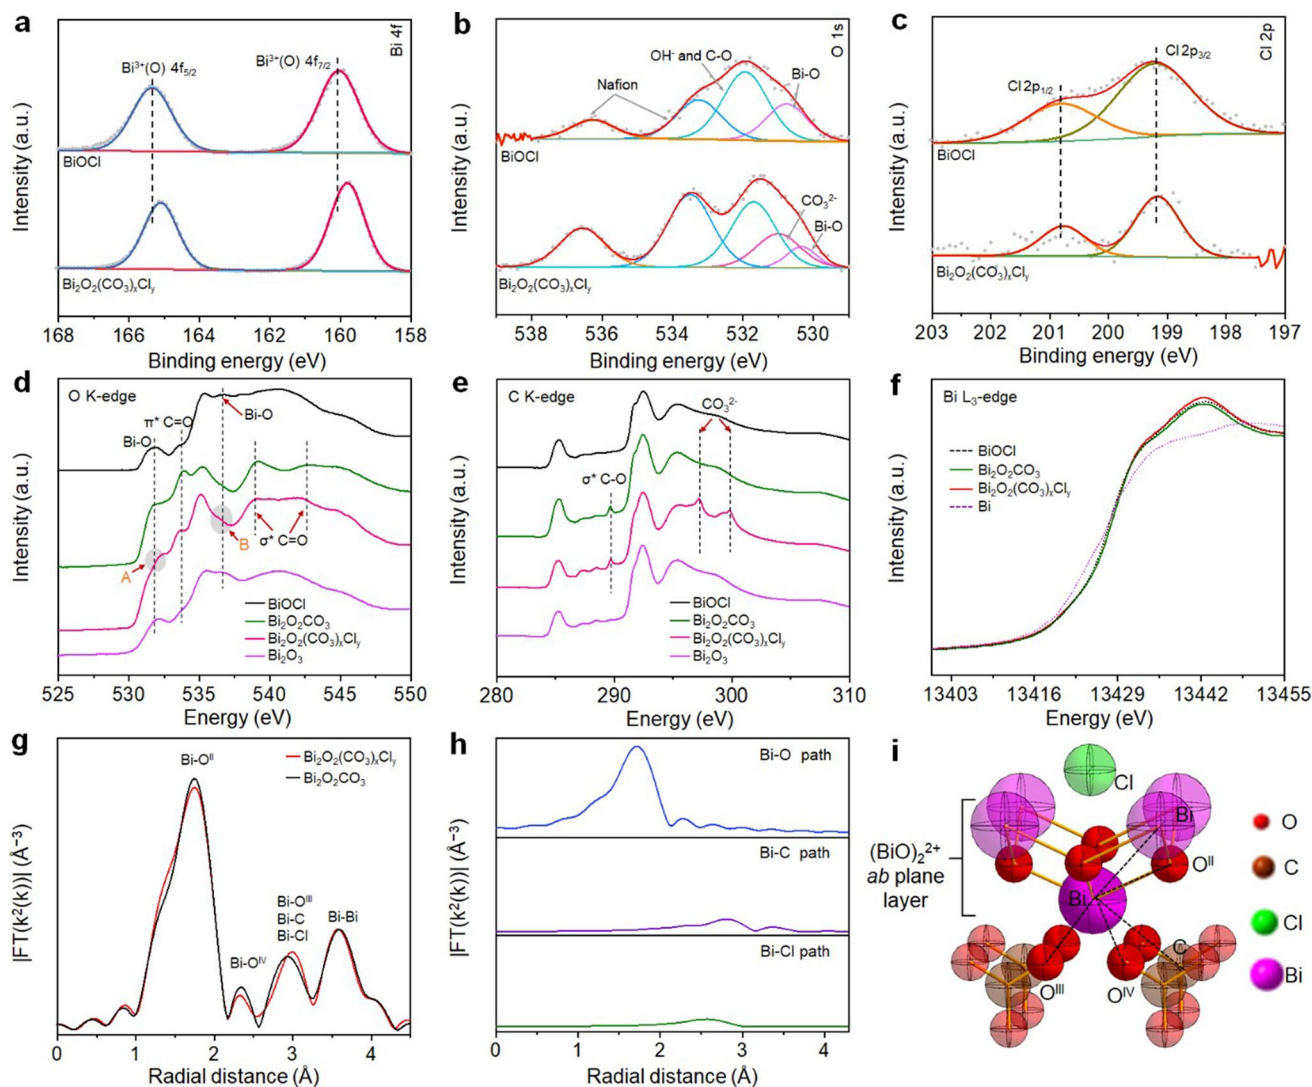 a
Bi 4f
Bi³⁺(O) 4f₅/₂
Bi³⁺(O) 4f₇/₂
BiOCl
Bi₂O₂(CO₃)ₓClᵧ
Intensity (a.u.)
168 166 164 162 160 158
Binding energy (eV)
b
O 1s
OH⁻ and C-O
Nafion
Bi-O
BiOCl
CO₃²⁻
Bi-O
Bi₂O₂(CO₃)ₓClᵧ
Intensity (a.u.)
538 536 534 532 530
Binding energy (eV)
c
Cl 2p
Cl 2p₃/₂
Cl 2p₁/₂
BiOCl
Bi₂O₂(CO₃)ₓClᵧ
Intensity (a.u.)
203 202 201 200 199 198 197
Binding energy (eV)
d
O K-edge
π* C=O
Bi-O
Bi-O
A
B
σ* C=O
BiOCl
Bi₂O₂CO₃
Bi₂O₂(CO₃)ₓClᵧ
Bi₂O₃
Intensity (a.u.)
525 530 535 540 545 550
Energy (eV)
e
C K-edge
CO₃²⁻
σ* C-O
BiOCl
Bi₂O₂CO₃
Bi₂O₂(CO₃)ₓClᵧ
Bi₂O₃
Intensity (a.u.)
280 290 300 310
Energy (eV)
f
Bi L₃-edge
BiOCl
Bi₂O₂CO₃
Bi₂O₂(CO₃)ₓClᵧ
Bi
Intensity (a.u.)
13403 13416 13429 13442 13455
Energy (eV)
g
Bi-Oᴵᴵ
Bi₂O₂(CO₃)ₓClᵧ
Bi₂O₂CO₃
Bi-Oᴵᴵᴵ
Bi-C
Bi-Cl
Bi-Bi
Bi-Oᴵⱽ
|FT(k²(k))| (Å⁻³)
0 1 2 3 4
Radial distance (Å)
h
Bi-O path
Bi-C path
Bi-Cl path
|FT(k²(k))| (Å⁻³)
0 1 2 3 4
Radial distance (Å)
i
Cl
Bi
(BiO)₂²⁺
ab plane
layer
Oᴵᴵ
Bi
C
Oᴵᴵᴵ
Oᴵⱽ
O
C
Cl
Bi